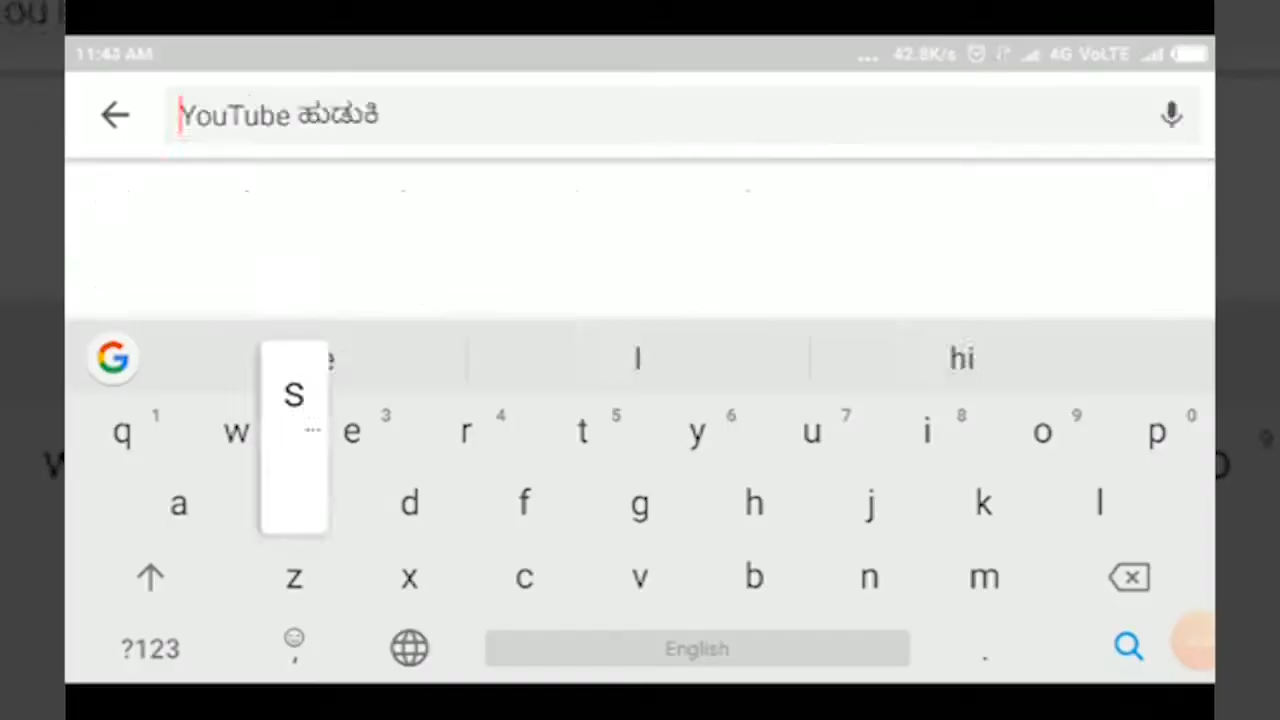 11:43 AM ... 42.8K/s 4G VoLTE
YouTube ಹುಡುಕಿ
G I hi
S
q 1 w e 3 r 4 t 5 y 6 u 7 i 8 o 9 p 0
a d f g h j k l
z x c v b n m
?123 , English .